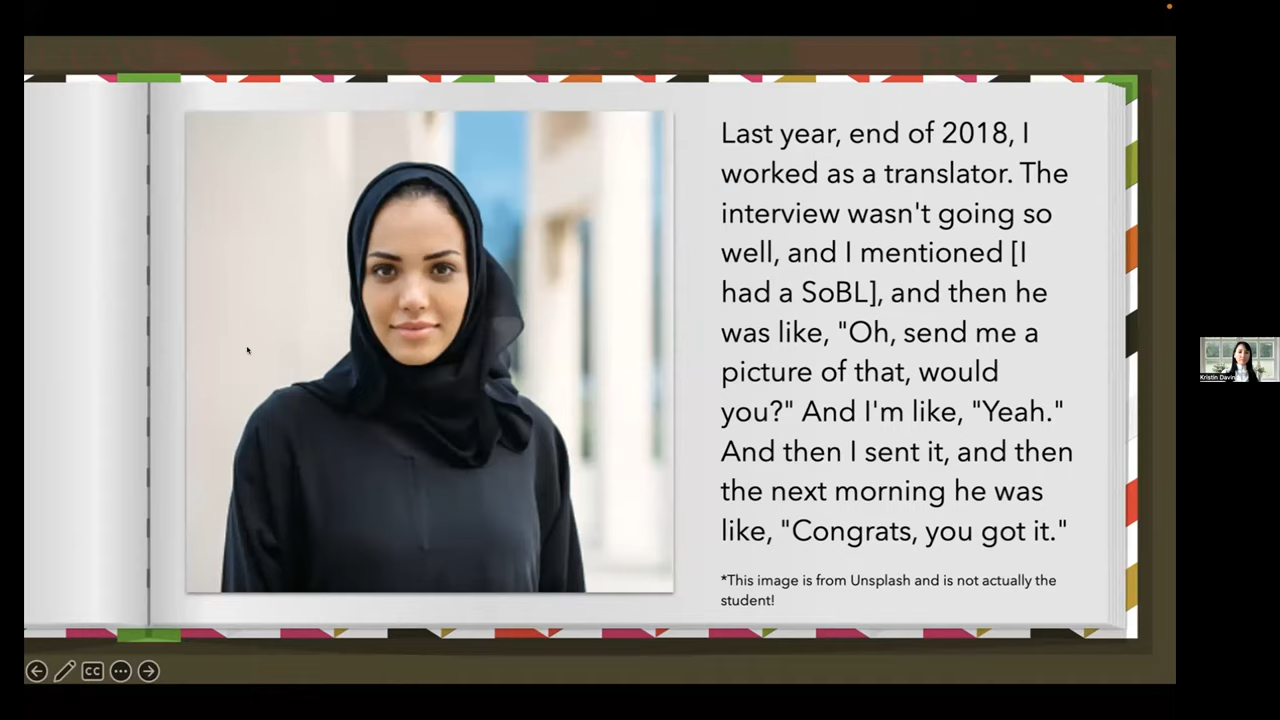 Last year, end of 2018, I
worked as a translator. The
interview wasn't going so
well, and I mentioned [I
had a SoBL], and then he
was like, "Oh, send me a
picture of that, would
you?" And I'm like, "Yeah."
And then I sent it, and then
the next morning he was
like, "Congrats, you got it."
*This image is from Unsplash and is not actually the
student!
CC